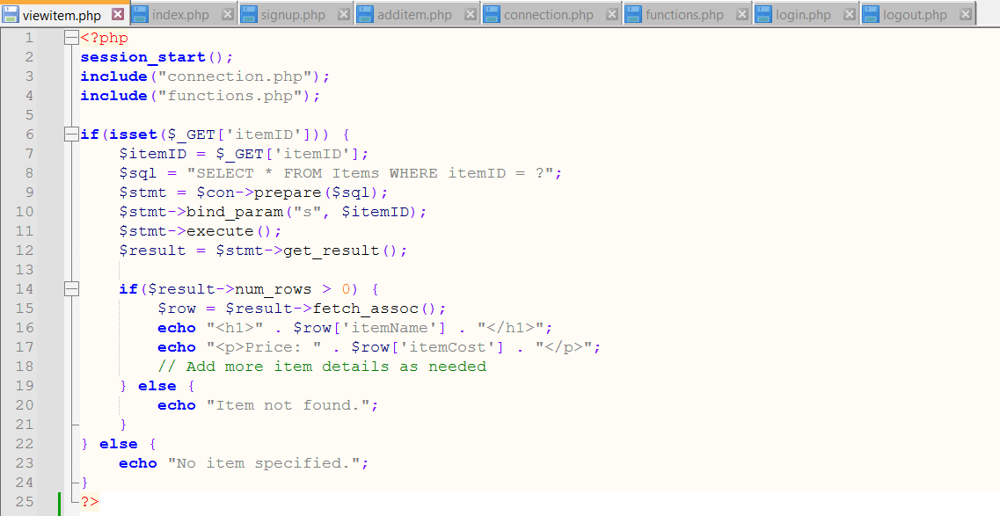 viewitem.php index.php signup.php additem.php connection.php functions.php login.php logout.php
1 <?php
2 session_start();
3 include("connection.php");
4 include("functions.php");
5
6 if(isset($_GET['itemID'])) {
7 $itemID = $_GET['itemID'];
8 $sql = "SELECT * FROM Items WHERE itemID = ?";
9 $stmt = $con->prepare($sql);
10 $stmt->bind_param("s", $itemID);
11 $stmt->execute();
12 $result = $stmt->get_result();
13
14 if($result->num_rows > 0) {
15 $row = $result->fetch_assoc();
16 echo "<h1>" . $row['itemName'] . "</h1>";
17 echo "<p>Price: " . $row['itemCost'] . "</p>";
18 // Add more item details as needed
19 } else {
20 echo "Item not found.";
21 }
22 } else {
23 echo "No item specified.";
24 }
25 ?>